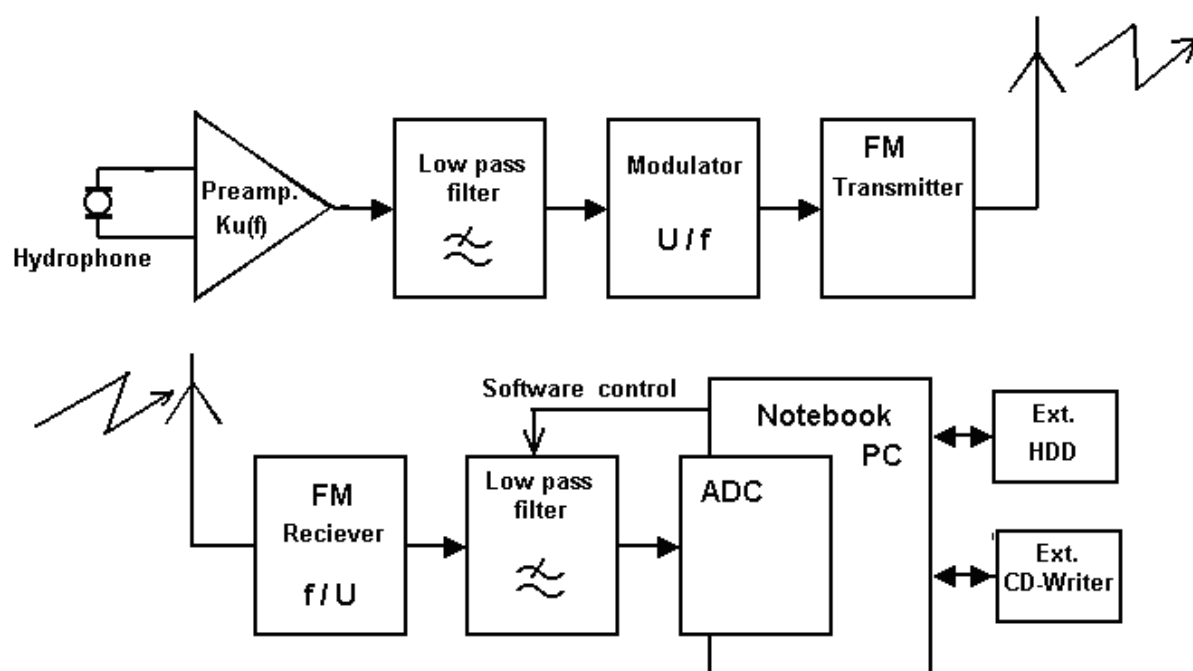 Hydrophone
Preamp.
Ku(f)
Low pass
filter
Modulator
U / f
FM
Transmitter
Software control
FM
Reciever
f / U
Low pass
filter
Notebook
PC
ADC
Ext.
HDD
Ext.
CD-Writer